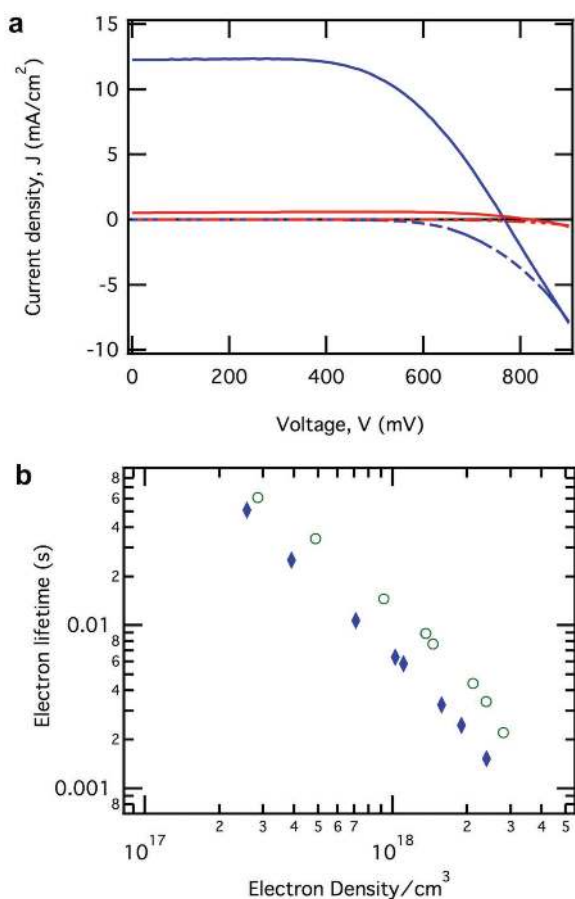 a
15
10
5
0
-5
-10
Current density, J (mA/cm²)
0 200 400 600 800
Voltage, V (mV)
b
8
6
4
2
0.01
8
6
4
2
0.001
8
Electron lifetime (s)
10¹⁷ 2 3 4 5 6 7 10¹⁸ 2 3 4 5
Electron Density/cm³